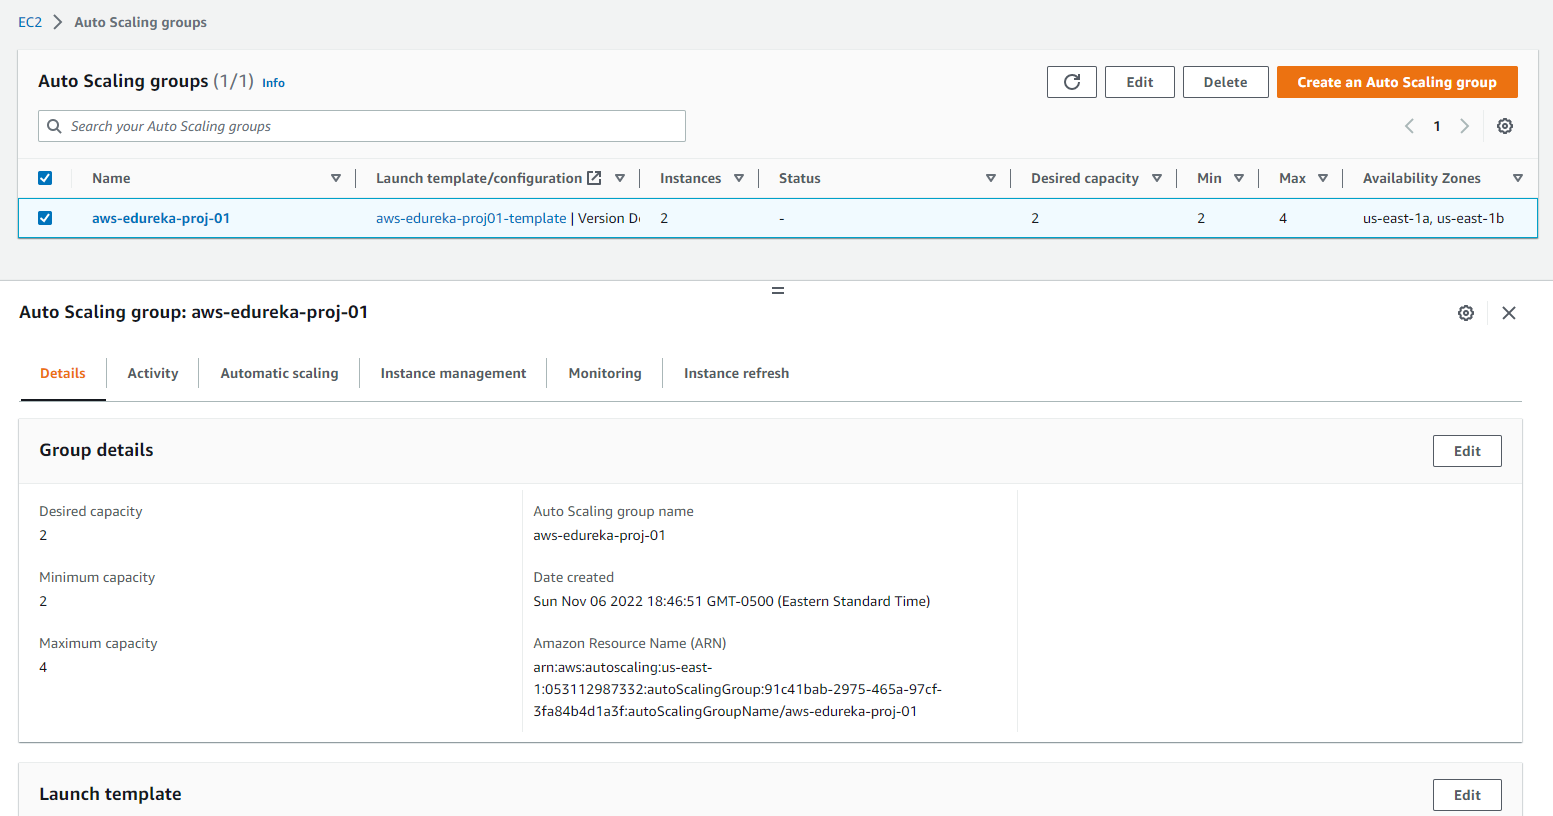 EC2 > Auto Scaling groups
Auto Scaling groups (1/1) Info
Edit Delete Create an Auto Scaling group
Search your Auto Scaling groups
1
Name Launch template/configuration Instances Status Desired capacity Min Max Availability Zones
aws-edureka-proj-01 aws-edureka-proj01-template | Version 2 - 2 2 4 us-east-1a, us-east-1b
Auto Scaling group: aws-edureka-proj-01
Details Activity Automatic scaling Instance management Monitoring Instance refresh
Group details Edit
Desired capacity
2
Minimum capacity
2
Maximum capacity
4
Auto Scaling group name
aws-edureka-proj-01
Date created
Sun Nov 06 2022 18:46:51 GMT-0500 (Eastern Standard Time)
Amazon Resource Name (ARN)
arn:aws:autoscaling:us-east-
1:053112987332:autoScalingGroup:91c41bab-2975-465a-97cf-
3fa84b4d1a3f:autoScalingGroupName/aws-edureka-proj-01
Launch template Edit